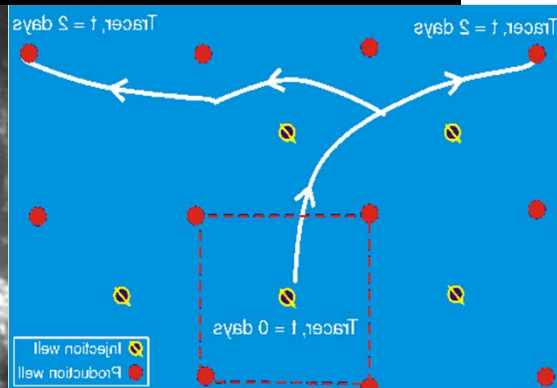 Tracer, t = 2 days
Tracer, t = 2 days
Tracer, t = 0 days
Injection well
Production well